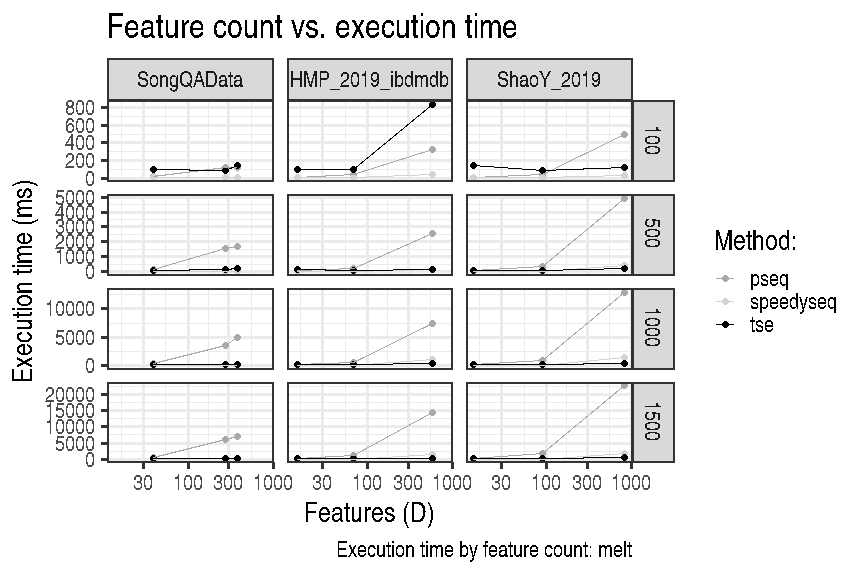 Feature count vs. execution time
SongQAData HMP_2019_ibdmdb ShaoY_2019
Execution time (ms)
800
600
400
200
0
100
5000
4000
3000
2000
1000
0
500
10000
5000
0
1000
20000
15000
10000
5000
0
1500
30 100 300 1000 30 100 300 1000 30 100 300 1000
Features (D)
Execution time by feature count: melt
Method:
pseq
speedyseq
tse